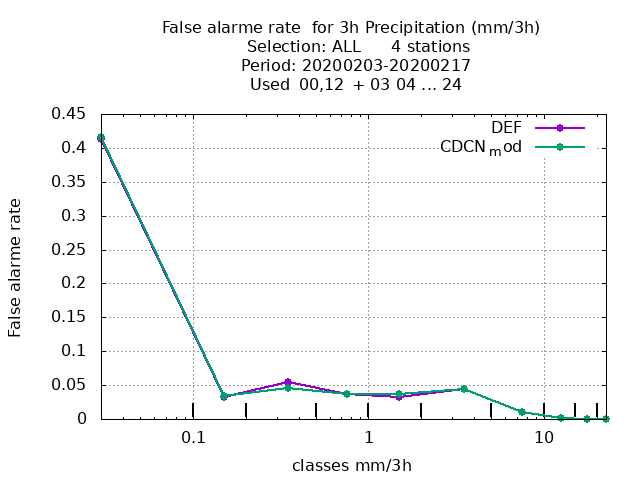 False alarme rate  for 3h Precipitation (mm/3h)
Selection: ALL      4 stations
Period: 20200203-20200217
Used  00,12  + 03 04 ... 24
DEF
CDCN_mod
0.45
0.4
0.35
0.3
0.25
0.2
0.15
0.1
0.05
0
False alarme rate
0.1
1
10
classes mm/3h